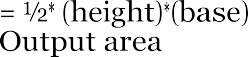 = ½* (height)*(base)
Output area